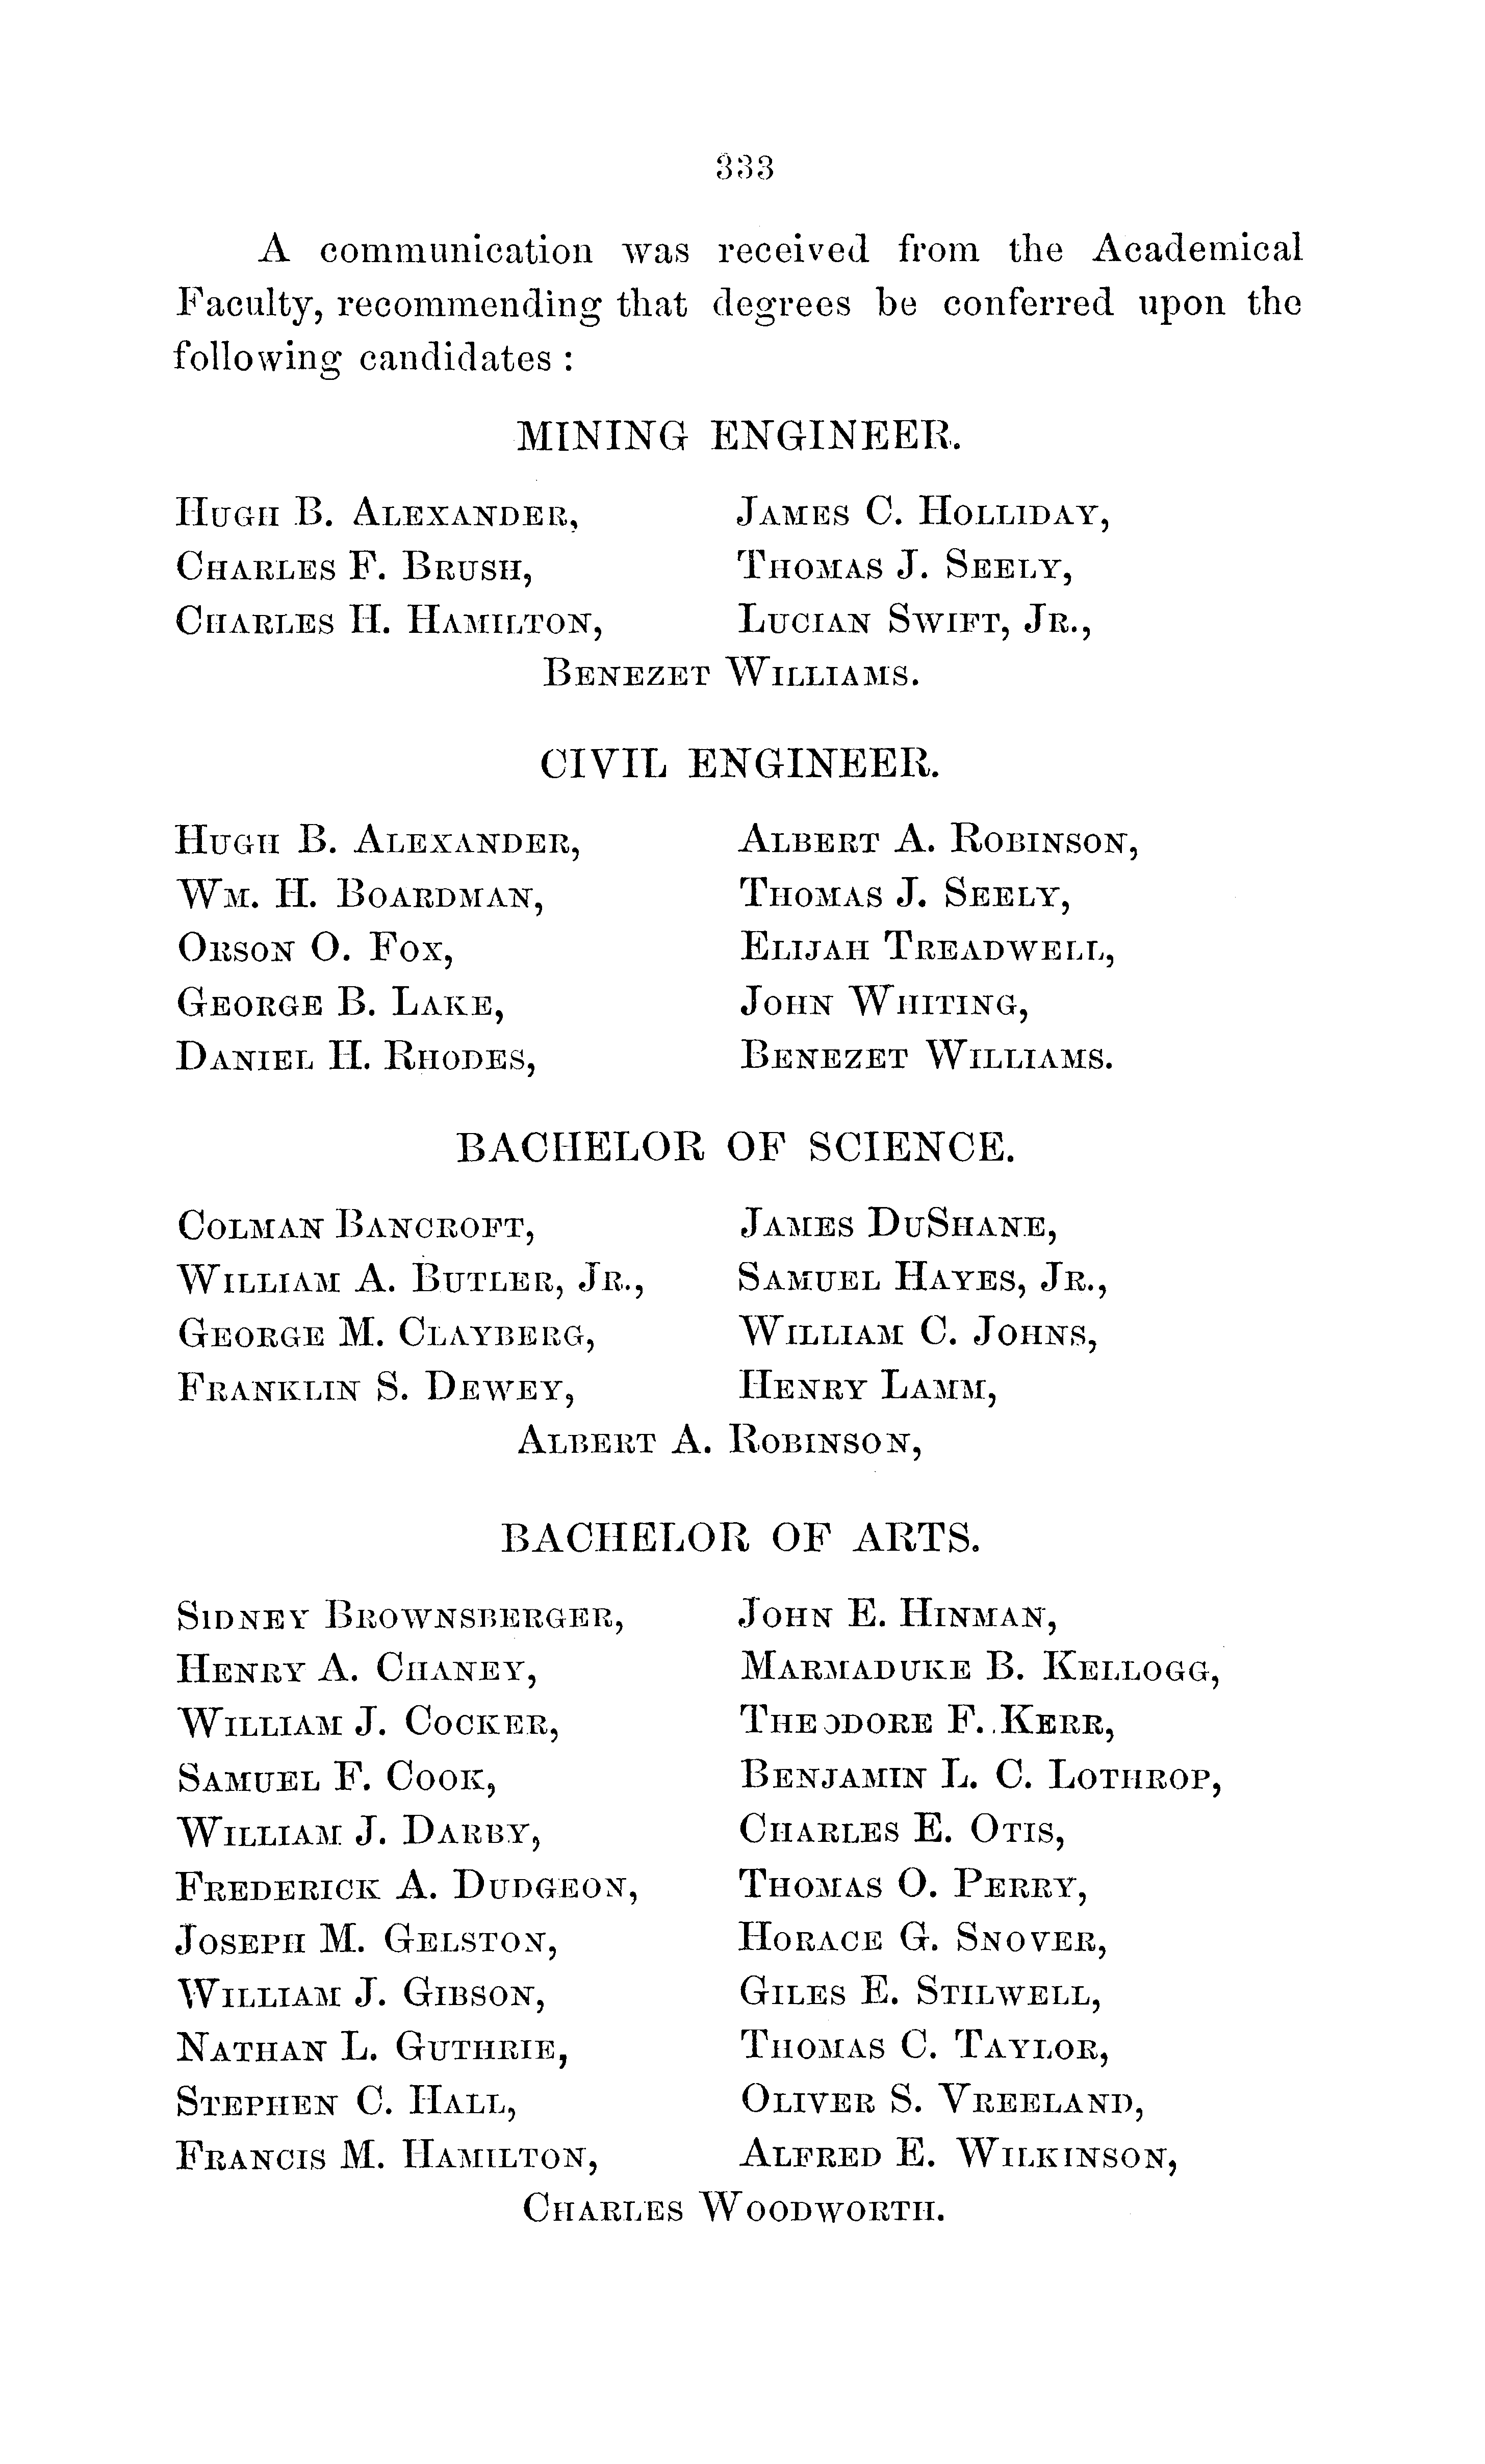 333
A communication was received from the Academical
Faculty, recommending that degrees be conferred upon the
following candidates :
MINING ENGINEER.
HUGH B. ALEXANDER, JAMES C. HOLLIDAY,
CHARLES F. BRUSH, THOMAS J. SEELY,
CHARLES H. HAMILTON, LUCIAN SWIFT, JR.,
BENEZET WILLIAMS.
CIVIL ENGINEER.
HUGH B. ALEXANDER, ALBERT A. ROBINSON,
WM. H. BOARDMAN, THOMAS J. SEELY,
ORSON O. FOX, ELIJAH TREADWELL,
GEORGE B. LAKE, JOHN WHITING,
DANIEL H. RHODES, BENEZET WILLIAMS.
BACHELOR OF SCIENCE.
COLMAN BANCROFT, JAMES DUSHANE,
WILLIAM A. BUTLER, JR., SAMUEL HAYES, JR.,
GEORGE M. CLAYBERG, WILLIAM C. JOHNS,
FRANKLIN S. DEWEY, HENRY LAMM,
ALBERT A. ROBINSON,
BACHELOR OF ARTS.
SIDNEY BROWNSBERGER, JOHN E. HINMAN,
HENRY A. CHANEY, MARMADUKE B. KELLOGG,
WILLIAM J. COCKER, THEODORE F. KERR,
SAMUEL F. COOK, BENJAMIN L. C. LOTHROP,
WILLIAM J. DARBY, CHARLES E. OTIS,
FREDERICK A. DUDGEON, THOMAS O. PERRY,
JOSEPH M. GELSTON, HORACE G. SNOVER,
WILLIAM J. GIBSON, GILES E. STILWELL,
NATHAN L. GUTHRIE, THOMAS C. TAYLOR,
STEPHEN C. HALL, OLIVER S. VREELAND,
FRANCIS M. HAMILTON, ALFRED E. WILKINSON,
CHARLES WOODWORTH.